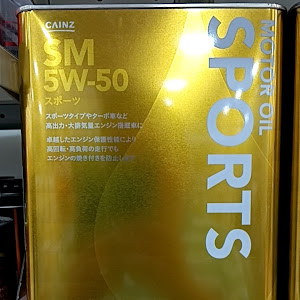 CAINZ
SM
5W-50
スポーツ
スポーツタイプやターボ車など
高出力・大排気量エンジン搭載車に
卓越したエンジン保護性能により
高回転・高負荷の走行でも
エンジンの焼き付きを防止します
MOTOR OIL
SPORTS